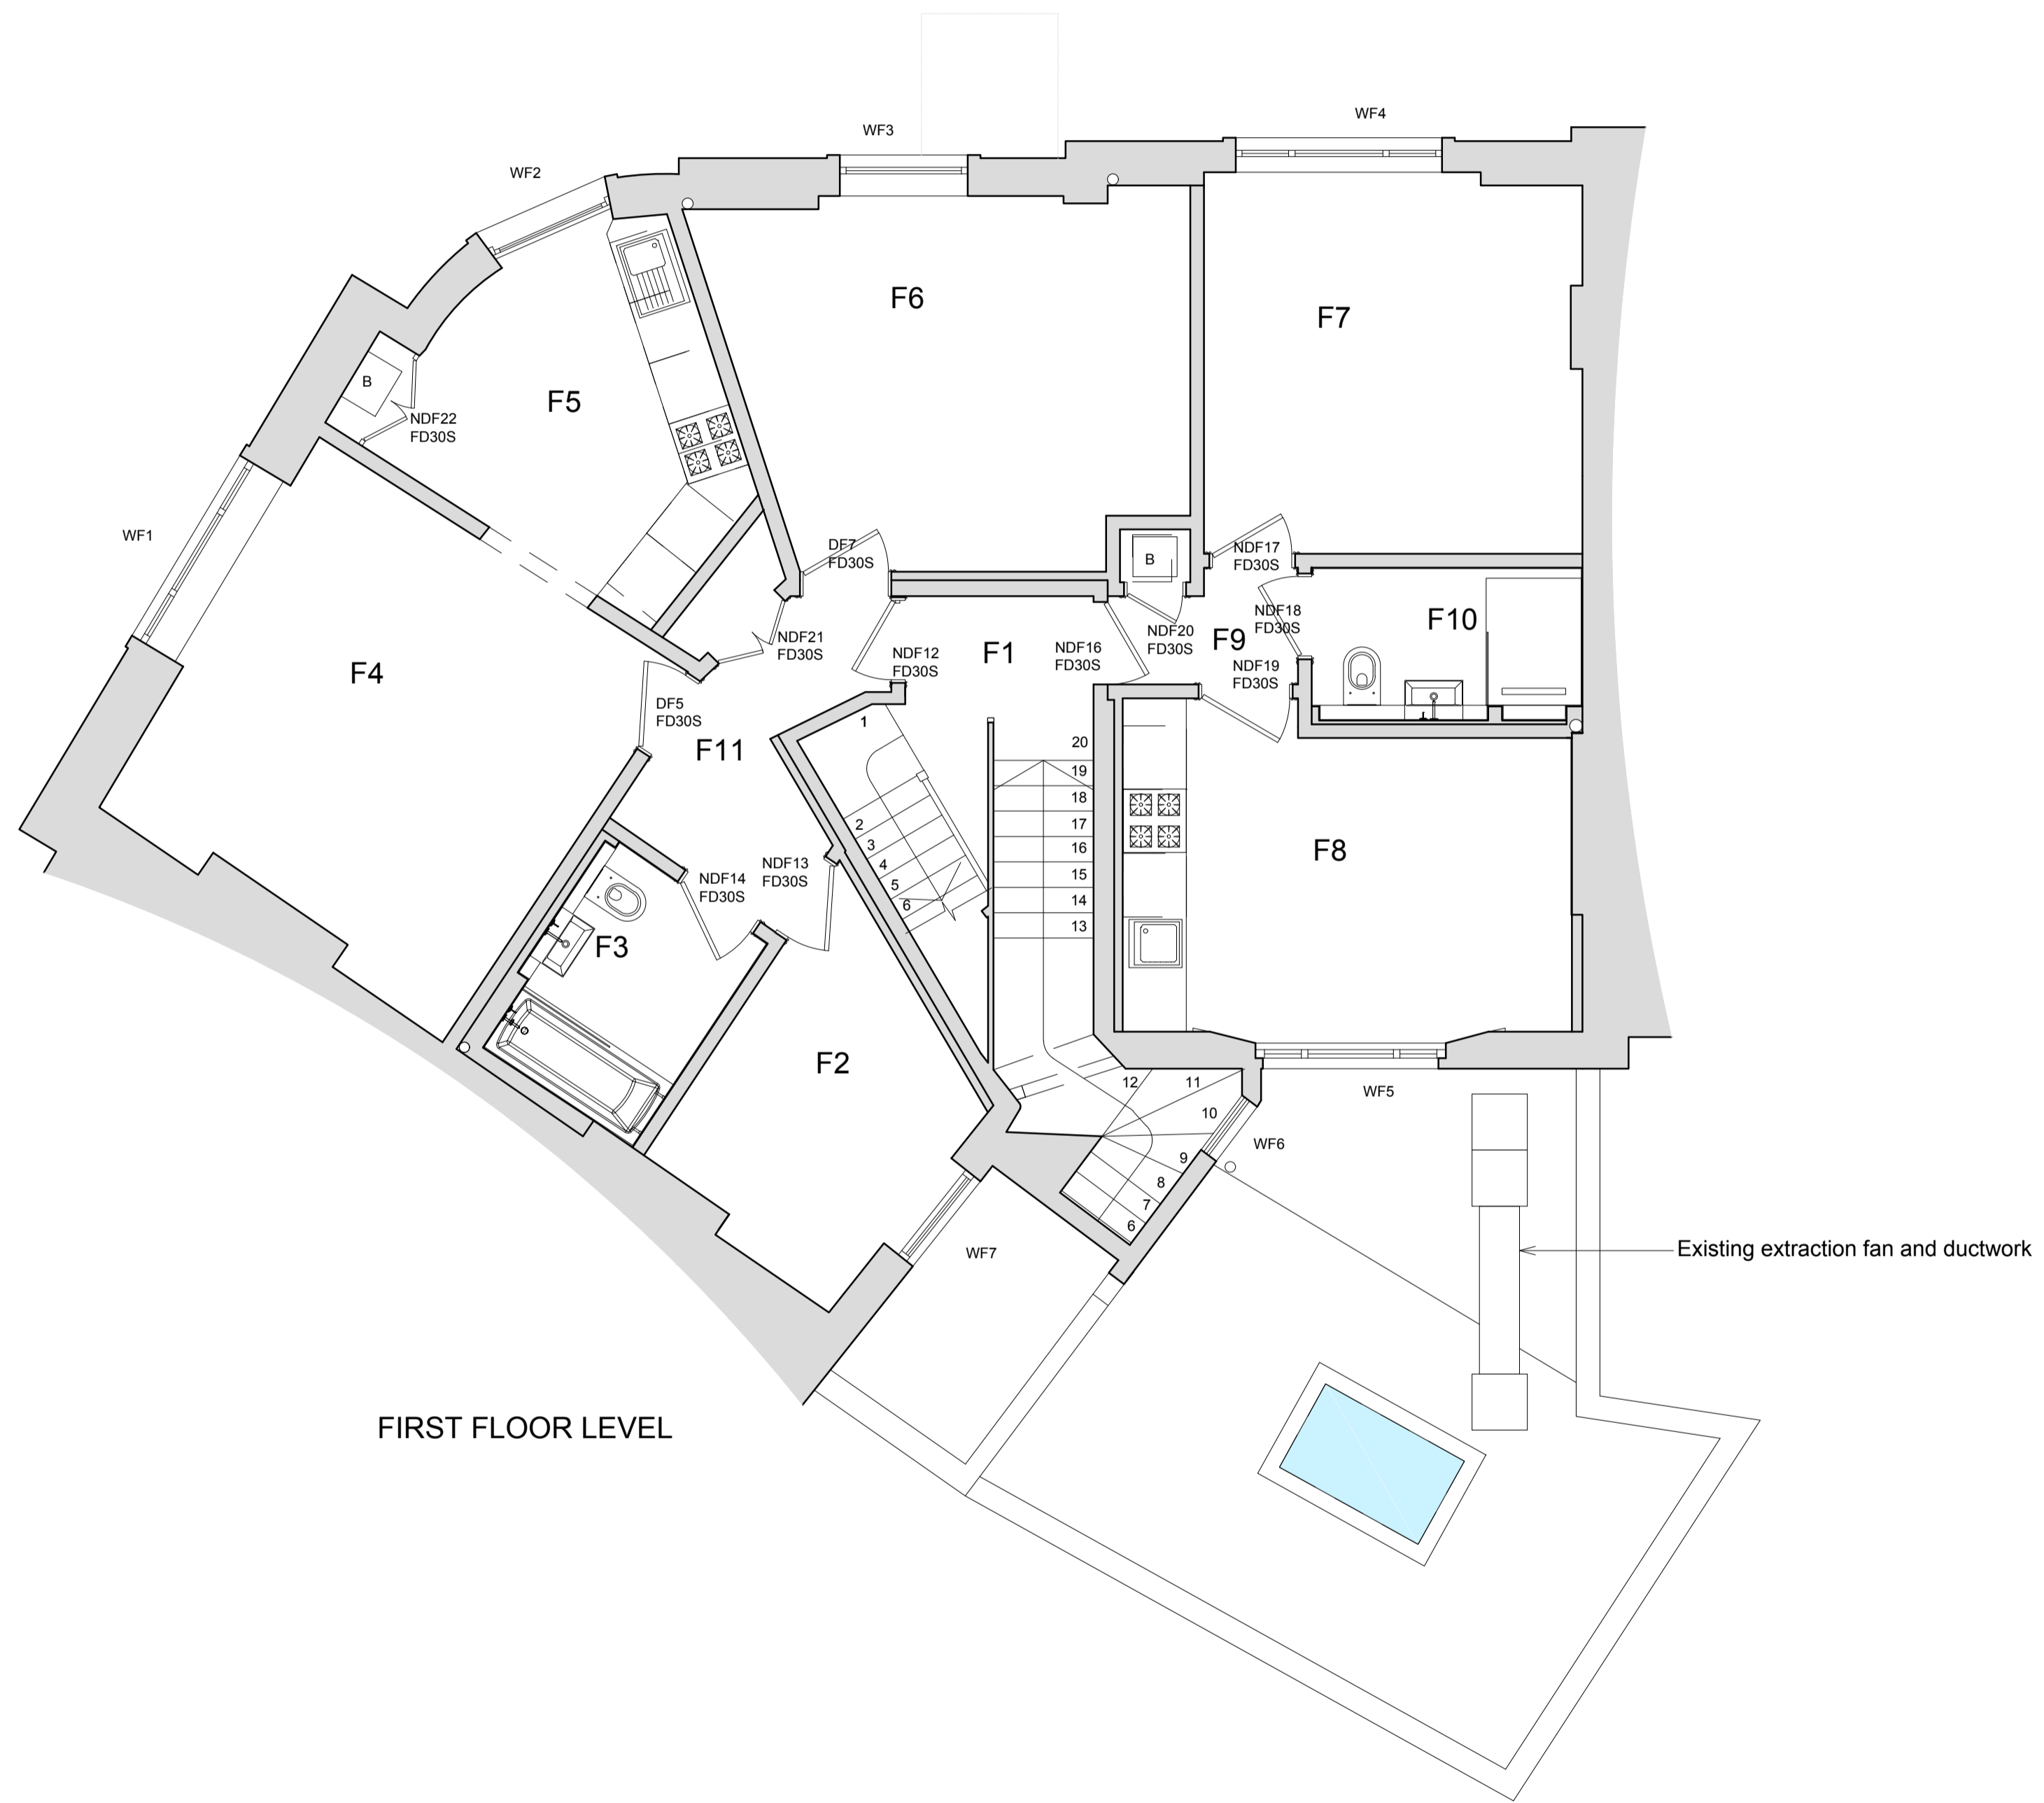 WF4
WF3
WF2
F6
F7
B
F5
NDF22
FD30S
WF1
DF7
FD30S
NDF17
FD30S
B
NDF18
FD30S
F10
NDF21
FD30S
NDF12
FD30S
F1
NDF16
FD30S
NDF20
FD30S
F9
NDF19
FD30S
F4
DF5
FD30S
F11
1
2
3
4
5
6
20
19
18
17
16
15
14
13
F8
NDF13
FD30S
NDF14
FD30S
F3
F2
12
11
10
9
8
7
6
WF5
WF6
WF7
Existing extraction fan and ductwork
FIRST FLOOR LEVEL